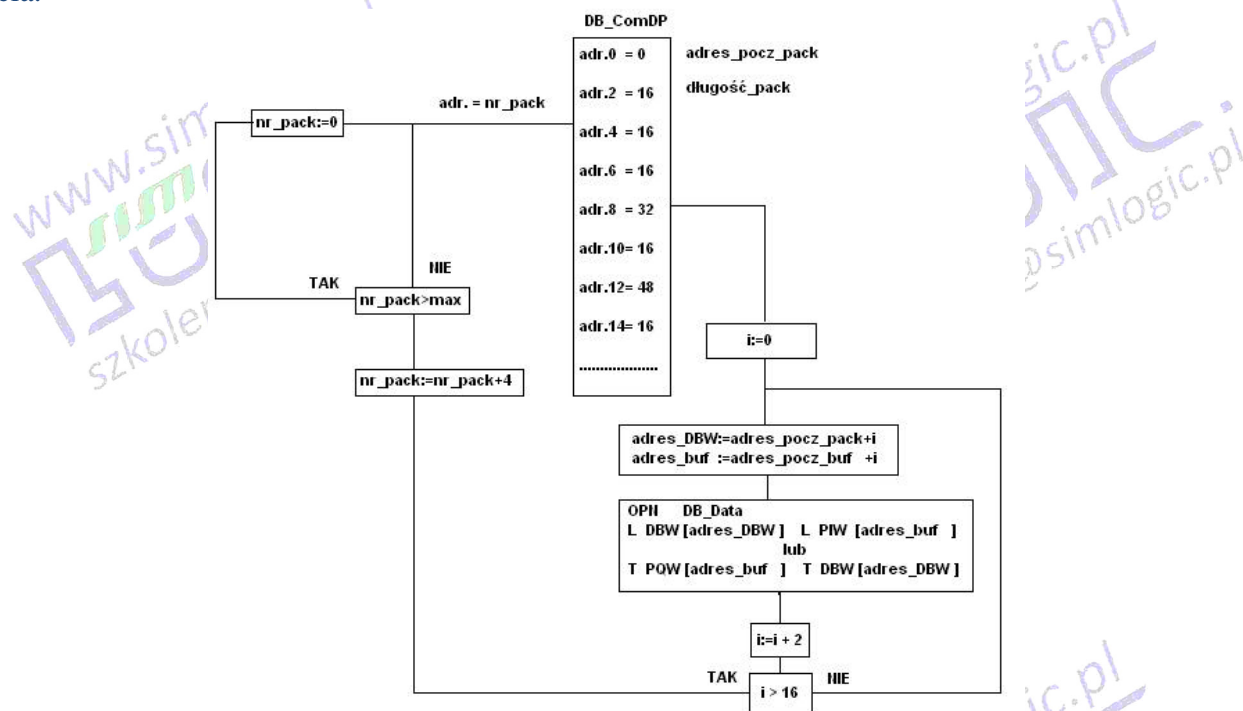 DB_ComDP
adr.0 = 0 adres_pocz_pack
adr.2 = 16 długość_pack
adr. = nr_pack
nr_pack:=0
adr.4 = 16
adr.6 = 16
adr.8 = 32
adr.10= 16
NIE
TAK
adr.12= 48
nr_pack>max
adr.14= 16
i:=0
....................
nr_pack:=nr_pack+4
adres_DBW:=adres_pocz_pack+i
adres_buf :=adres_pocz_buf +i
OPN DB_Data
L DBW [adres_DBW ] L PIW [adres_buf ]
lub
T PQW [adres_buf ] T DBW [adres_DBW ]
i:=i + 2
TAK NIE
i > 16
@simlogic.pl